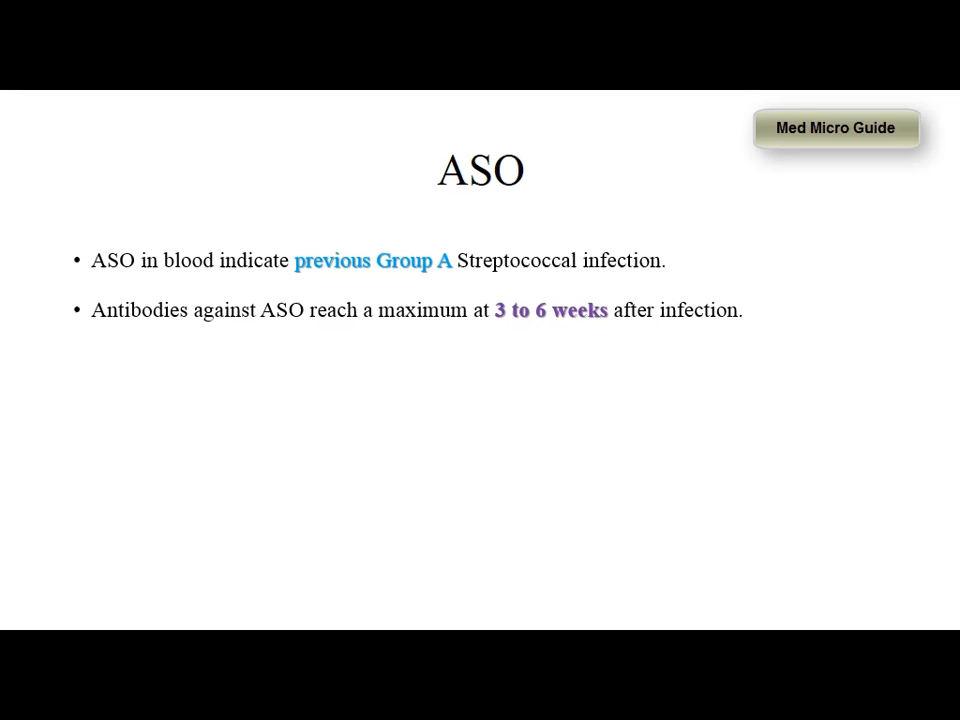 Med Micro Guide
ASO
• ASO in blood indicate previous Group A Streptococcal infection.
• Antibodies against ASO reach a maximum at 3 to 6 weeks after infection.